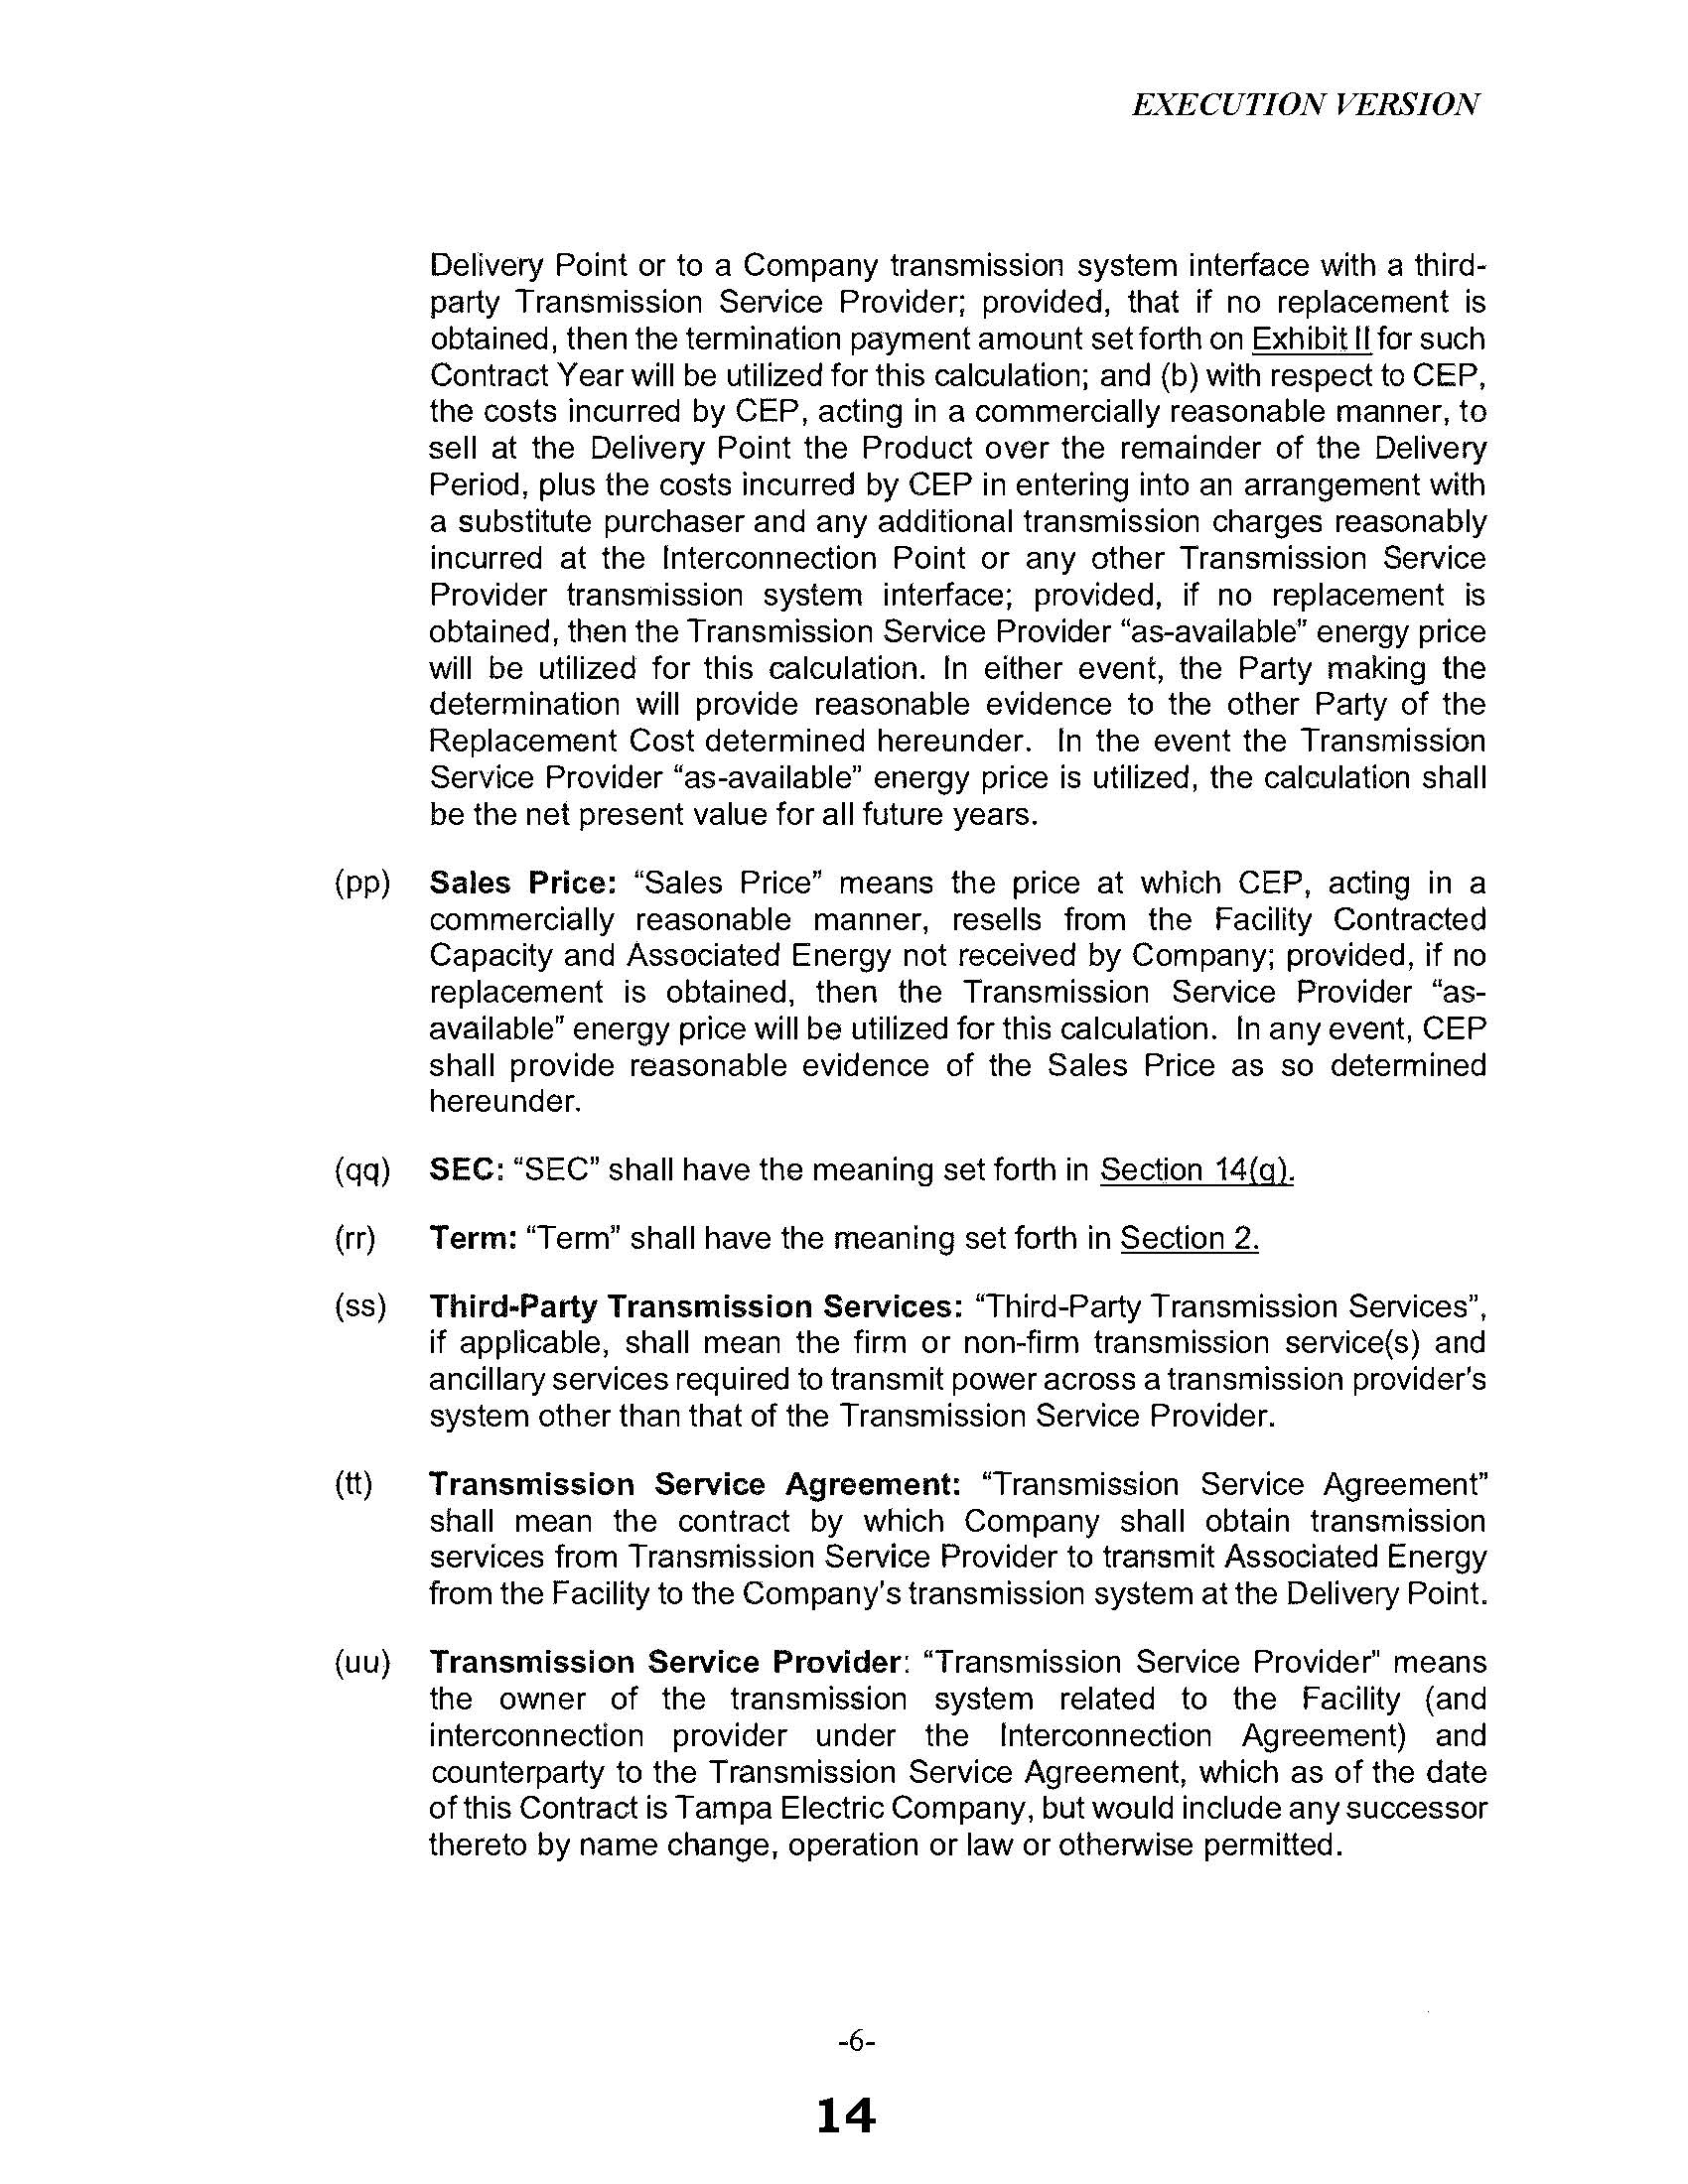 EXECUTION VERSION
Delivery Point or to a Company transmission system interface with a third-
party Transmission Service Provider; provided, that if no replacement is
obtained, then the termination payment amount set forth on Exhibit II for such
Contract Year will be utilized for this calculation; and (b) with respect to CEP,
the costs incurred by CEP, acting in a commercially reasonable manner, to
sell at the Delivery Point the Product over the remainder of the Delivery
Period, plus the costs incurred by CEP in entering into an arrangement with
a substitute purchaser and any additional transmission charges reasonably
incurred at the Interconnection Point or any other Transmission Service
Provider transmission system interface; provided, if no replacement is
obtained, then the Transmission Service Provider “as-available” energy price
will be utilized for this calculation. In either event, the Party making the
determination will provide reasonable evidence to the other Party of the
Replacement Cost determined hereunder. In the event the Transmission
Service Provider “as-available” energy price is utilized, the calculation shall
be the net present value for all future years.
(pp) Sales Price: “Sales Price” means the price at which CEP, acting in a
commercially reasonable manner, resells from the Facility Contracted
Capacity and Associated Energy not received by Company; provided, if no
replacement is obtained, then the Transmission Service Provider “as-
available” energy price will be utilized for this calculation. In any event, CEP
shall provide reasonable evidence of the Sales Price as so determined
hereunder.
(qq) SEC: “SEC” shall have the meaning set forth in Section 14(g).
(rr) Term: “Term” shall have the meaning set forth in Section 2.
(ss) Third-Party Transmission Services: “Third-Party Transmission Services”,
if applicable, shall mean the firm or non-firm transmission service(s) and
ancillary services required to transmit power across a transmission provider's
system other than that of the Transmission Service Provider.
(tt) Transmission Service Agreement: “Transmission Service Agreement”
shall mean the contract by which Company shall obtain transmission
services from Transmission Service Provider to transmit Associated Energy
from the Facility to the Company's transmission system at the Delivery Point.
(uu) Transmission Service Provider: “Transmission Service Provider” means
the owner of the transmission system related to the Facility (and
interconnection provider under the Interconnection Agreement) and
counterparty to the Transmission Service Agreement, which as of the date
of this Contract is Tampa Electric Company, but would include any successor
thereto by name change, operation or law or otherwise permitted.
-6-
14